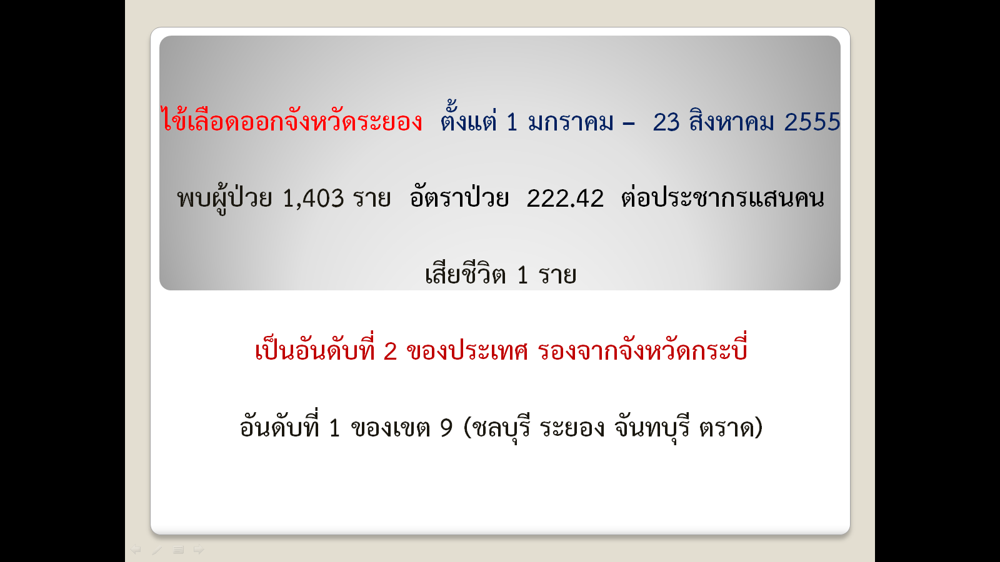 ไข้เลือดออกจังหวัดระยอง ตั้งแต่ 1 มกราคม – 23 สิงหาคม 2555
พบผู้ป่วย 1,403 ราย อัตราป่วย 222.42 ต่อประชากรแสนคน
เสียชีวิต 1 ราย
เป็นอันดับที่ 2 ของประเทศ รองจากจังหวัดกระบี่
อันดับที่ 1 ของเขต 9 (ชลบุรี ระยอง จันทบุรี ตราด)